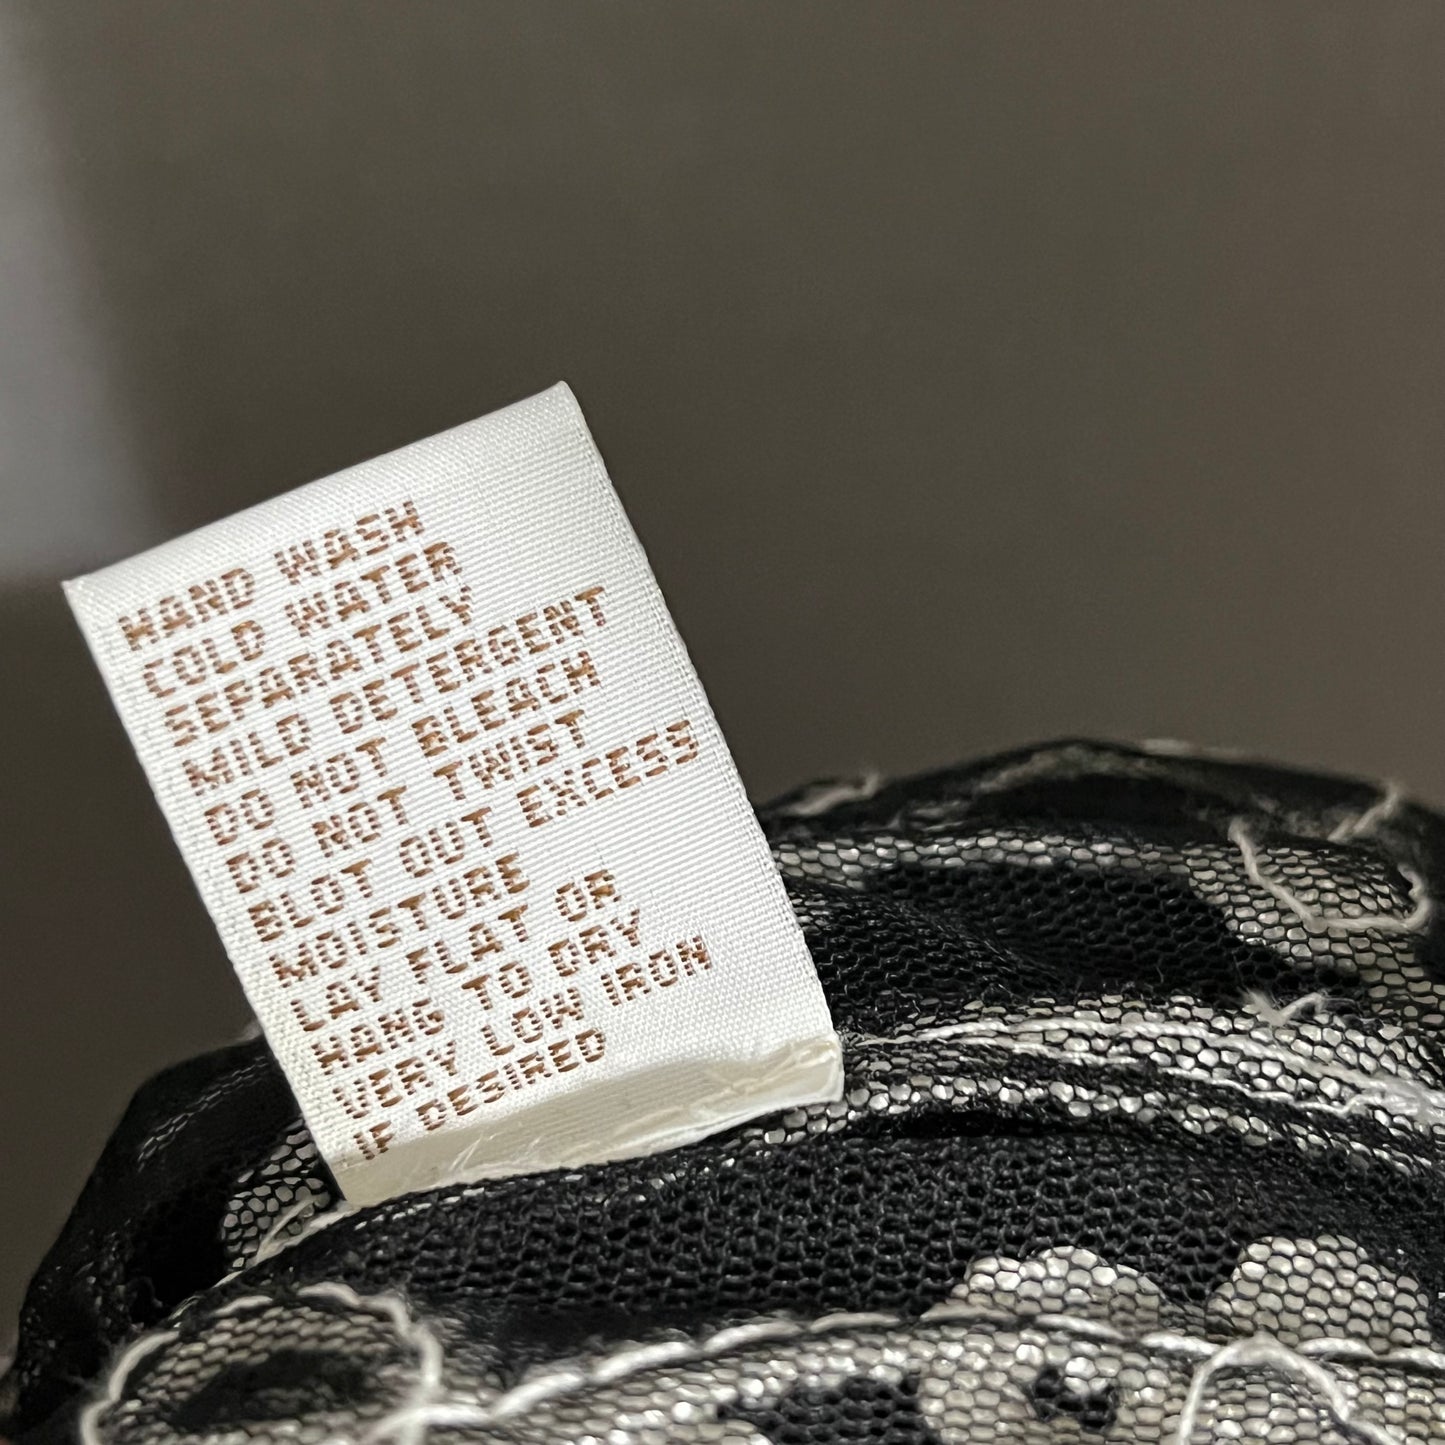 HAND WASH
COLD WATER
SEPARATELY
MILD DETERGENT
DO NOT BLEACH
DO NOT TWIST
BLOT OUT EXCESS
MOISTURE
LAY FLAT OR
HANG TO DRY
VERY LOW IRON
IF DESIRED